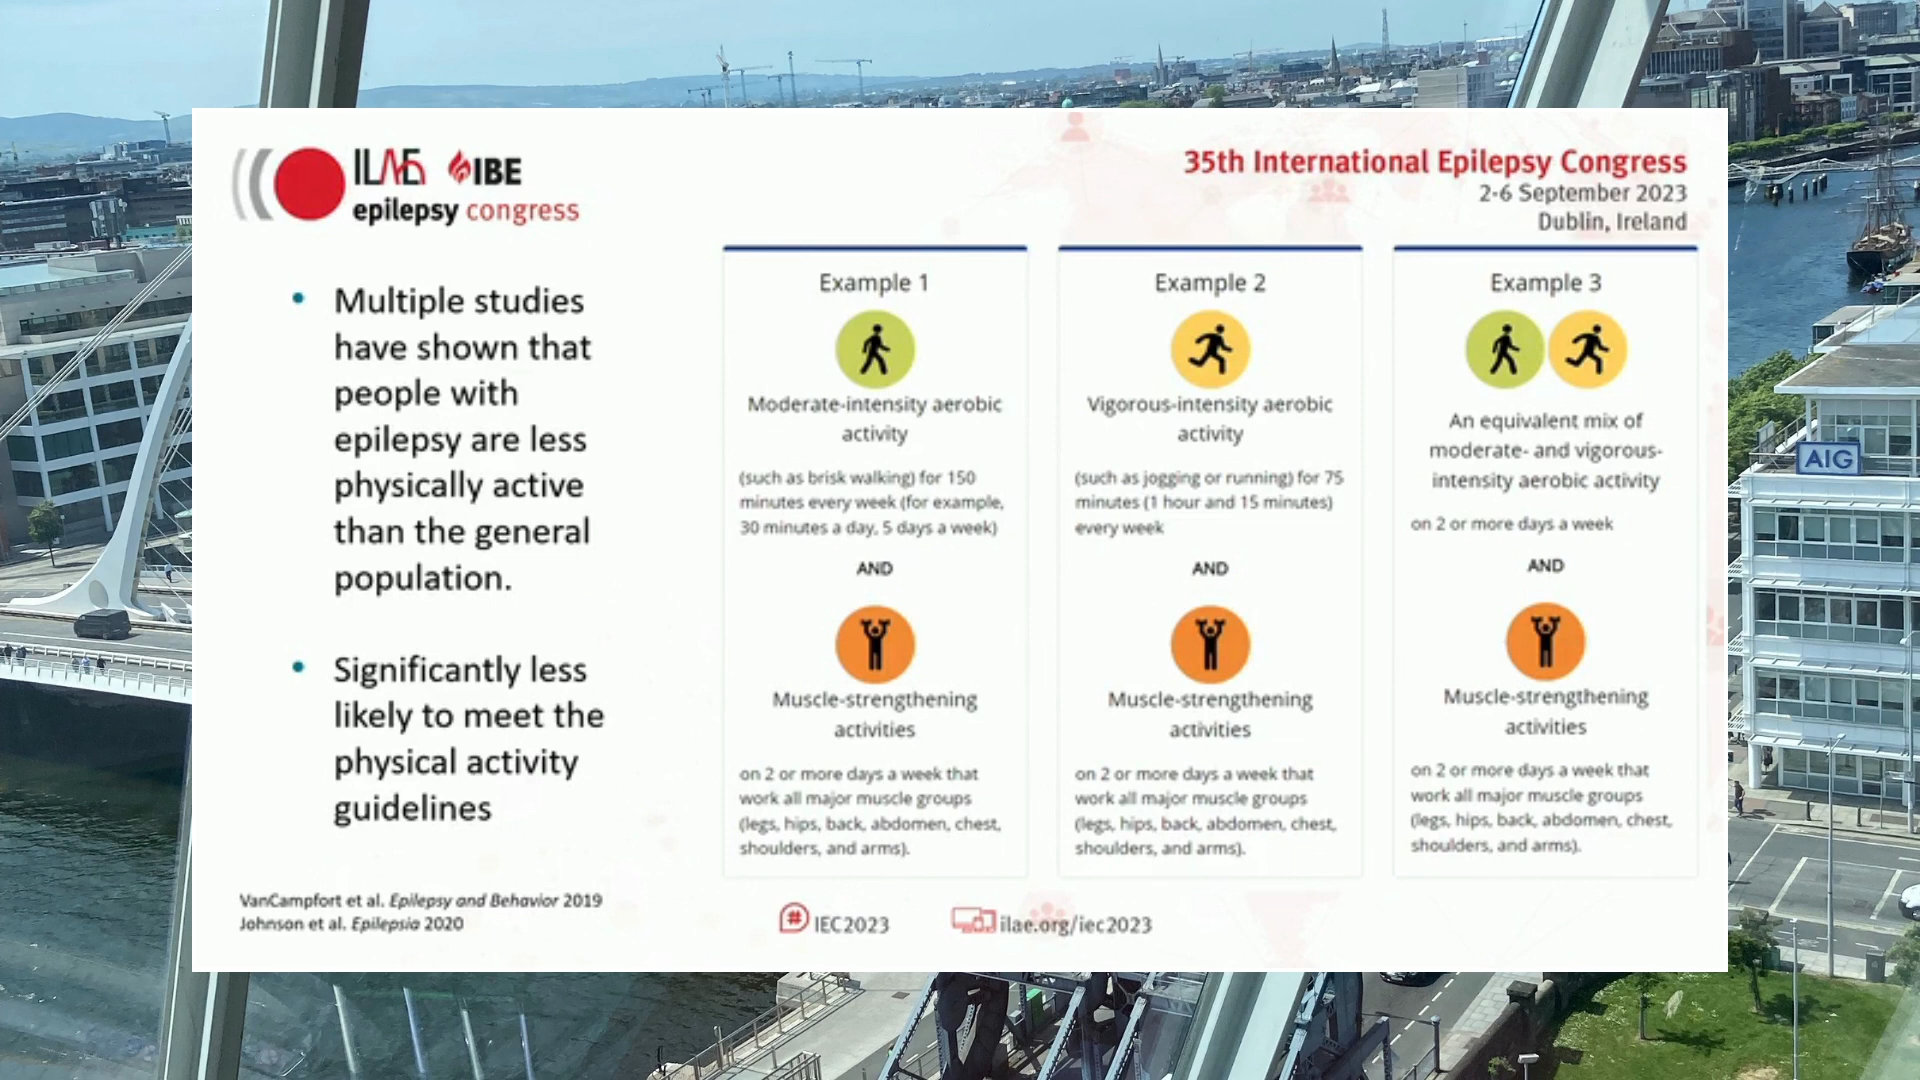 ILAE IBE
epilepsy congress
35th International Epilepsy Congress
2-6 September 2023
Dublin, Ireland
• Multiple studies
have shown that
people with
epilepsy are less
physically active
than the general
population.
• Significantly less
likely to meet the
physical activity
guidelines
VanCampfort et al. Epilepsy and Behavior 2019
Johnson et al. Epilepsia 2020
Example 1
Moderate-intensity aerobic
activity
(such as brisk walking) for 150
minutes every week (for example,
30 minutes a day, 5 days a week)
AND
Muscle-strengthening
activities
on 2 or more days a week that
work all major muscle groups
(legs, hips, back, abdomen, chest,
shoulders, and arms).
Example 2
Vigorous-intensity aerobic
activity
(such as jogging or running) for 75
minutes (1 hour and 15 minutes)
every week
AND
Muscle-strengthening
activities
on 2 or more days a week that
work all major muscle groups
(legs, hips, back, abdomen, chest,
shoulders, and arms).
Example 3
An equivalent mix of
moderate- and vigorous-
intensity aerobic activity
on 2 or more days a week
AND
Muscle-strengthening
activities
on 2 or more days a week that
work all major muscle groups
(legs, hips, back, abdomen, chest,
shoulders, and arms).
# IEC2023
ilae.org/iec2023
AIG